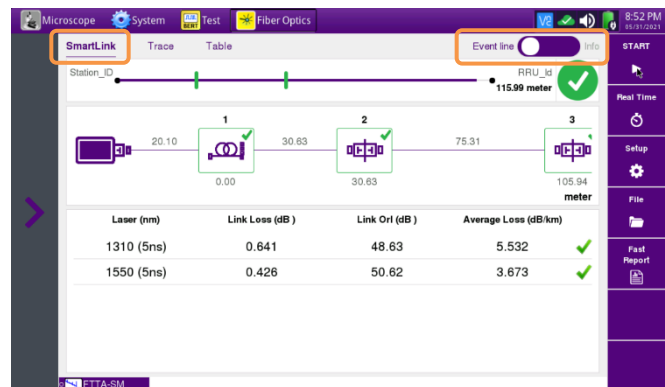 Microscope System Test Fiber Optics 8:52 PM
05/31/2021
SmartLink Trace Table Event line Info START
Station_ID RRU_Id
115.99 meter
Real Time
1 2 3
20.10 30.63 75.31
Setup
0.00 30.63 105.94
meter
File
Laser (nm) Link Loss (dB ) Link Orl (dB ) Average Loss (dB/km)
1310 (5ns) 0.641 48.63 5.532
Fast
Report
1550 (5ns) 0.426 50.62 3.673
FTTA-SM